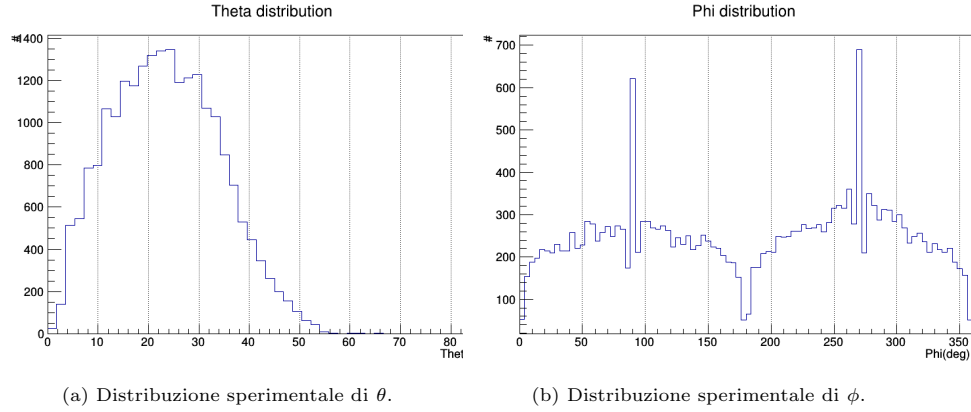 Theta distribution
#
1400
1200
1000
800
600
400
200
0
0 10 20 30 40 50 60 70 80
Thet
Phi distribution
#
700
600
500
400
300
200
100
0 50 100 150 200 250 300 350
Phi(deg)
(a) Distribuzione sperimentale di θ.
(b) Distribuzione sperimentale di ϕ.